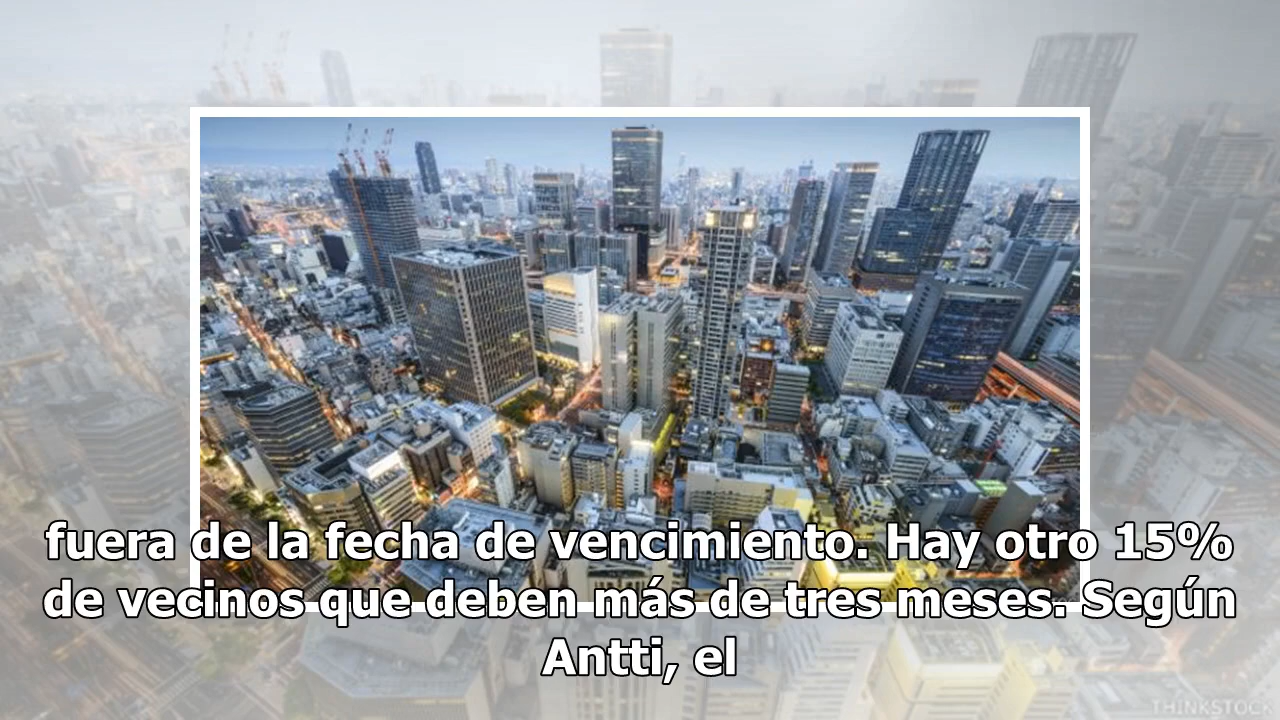 fuera de la fecha de vencimiento. Hay otro 15%
de vecinos que deben más de tres meses. Según
Antti, el
THINKSTOCK